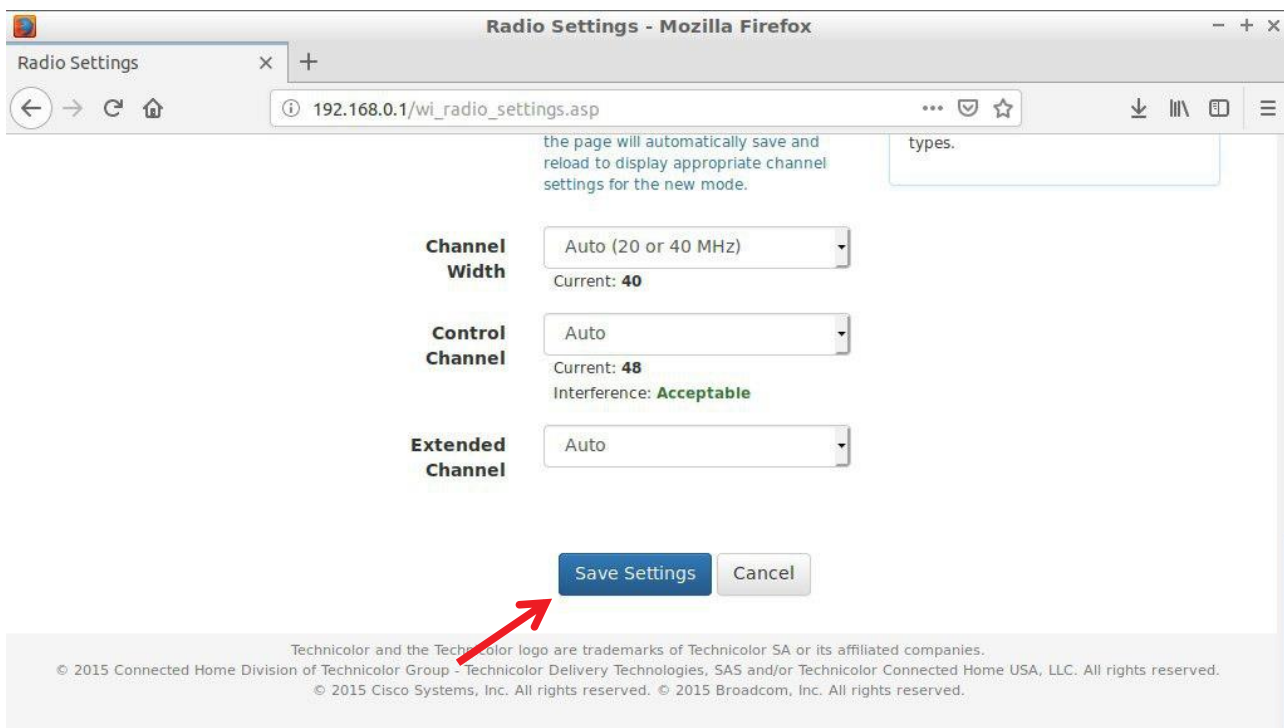 Radio Settings - Mozilla Firefox
Radio Settings
192.168.0.1/wi_radio_settings.asp
the page will automatically save and
reload to display appropriate channel
settings for the new mode.
types.
Channel
Width
Auto (20 or 40 MHz)
Current: 40
Control
Channel
Auto
Current: 48
Interference: Acceptable
Extended
Channel
Auto
Save Settings
Cancel
Technicolor and the Technicolor logo are trademarks of Technicolor SA or its affiliated companies.
© 2015 Connected Home Division of Technicolor Group - Technicolor Delivery Technologies, SAS and/or Technicolor Connected Home USA, LLC. All rights reserved.
© 2015 Cisco Systems, Inc. All rights reserved. © 2015 Broadcom, Inc. All rights reserved.